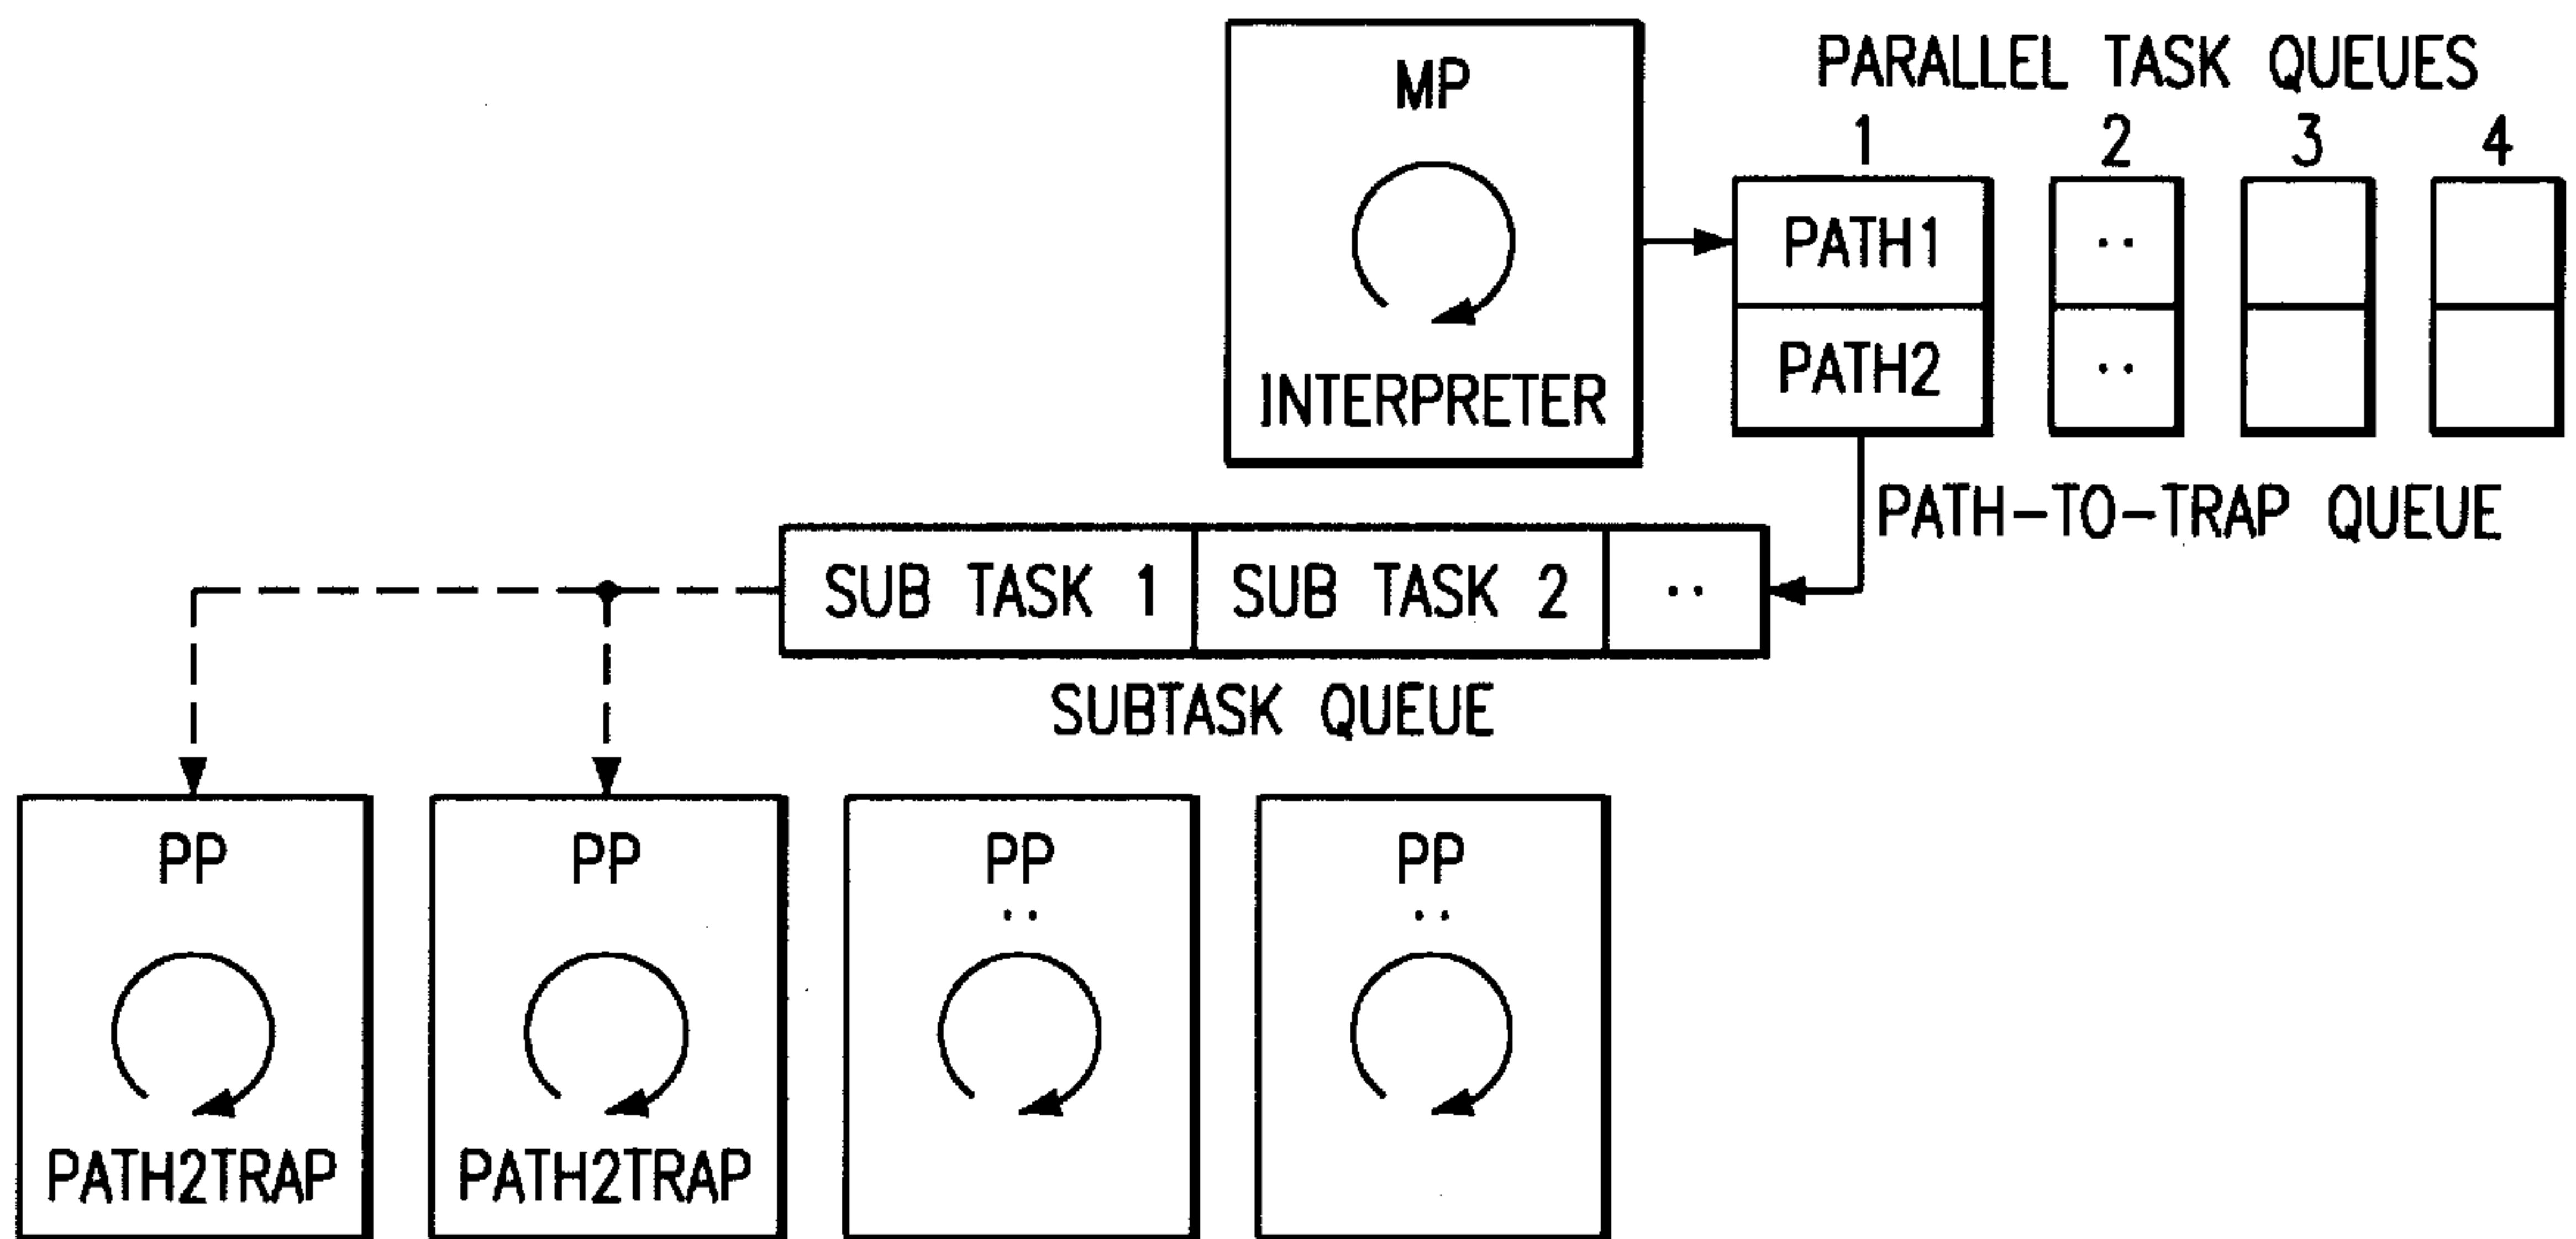 MP
INTERPRETER
PARALLEL TASK QUEUES
1 2 3 4
PATH1 ..
PATH2 ..
PATH-TO-TRAP QUEUE
SUB TASK 1 SUB TASK 2 ..
SUBTASK QUEUE
PP PP PP PP
.. ..
PATH2TRAP PATH2TRAP